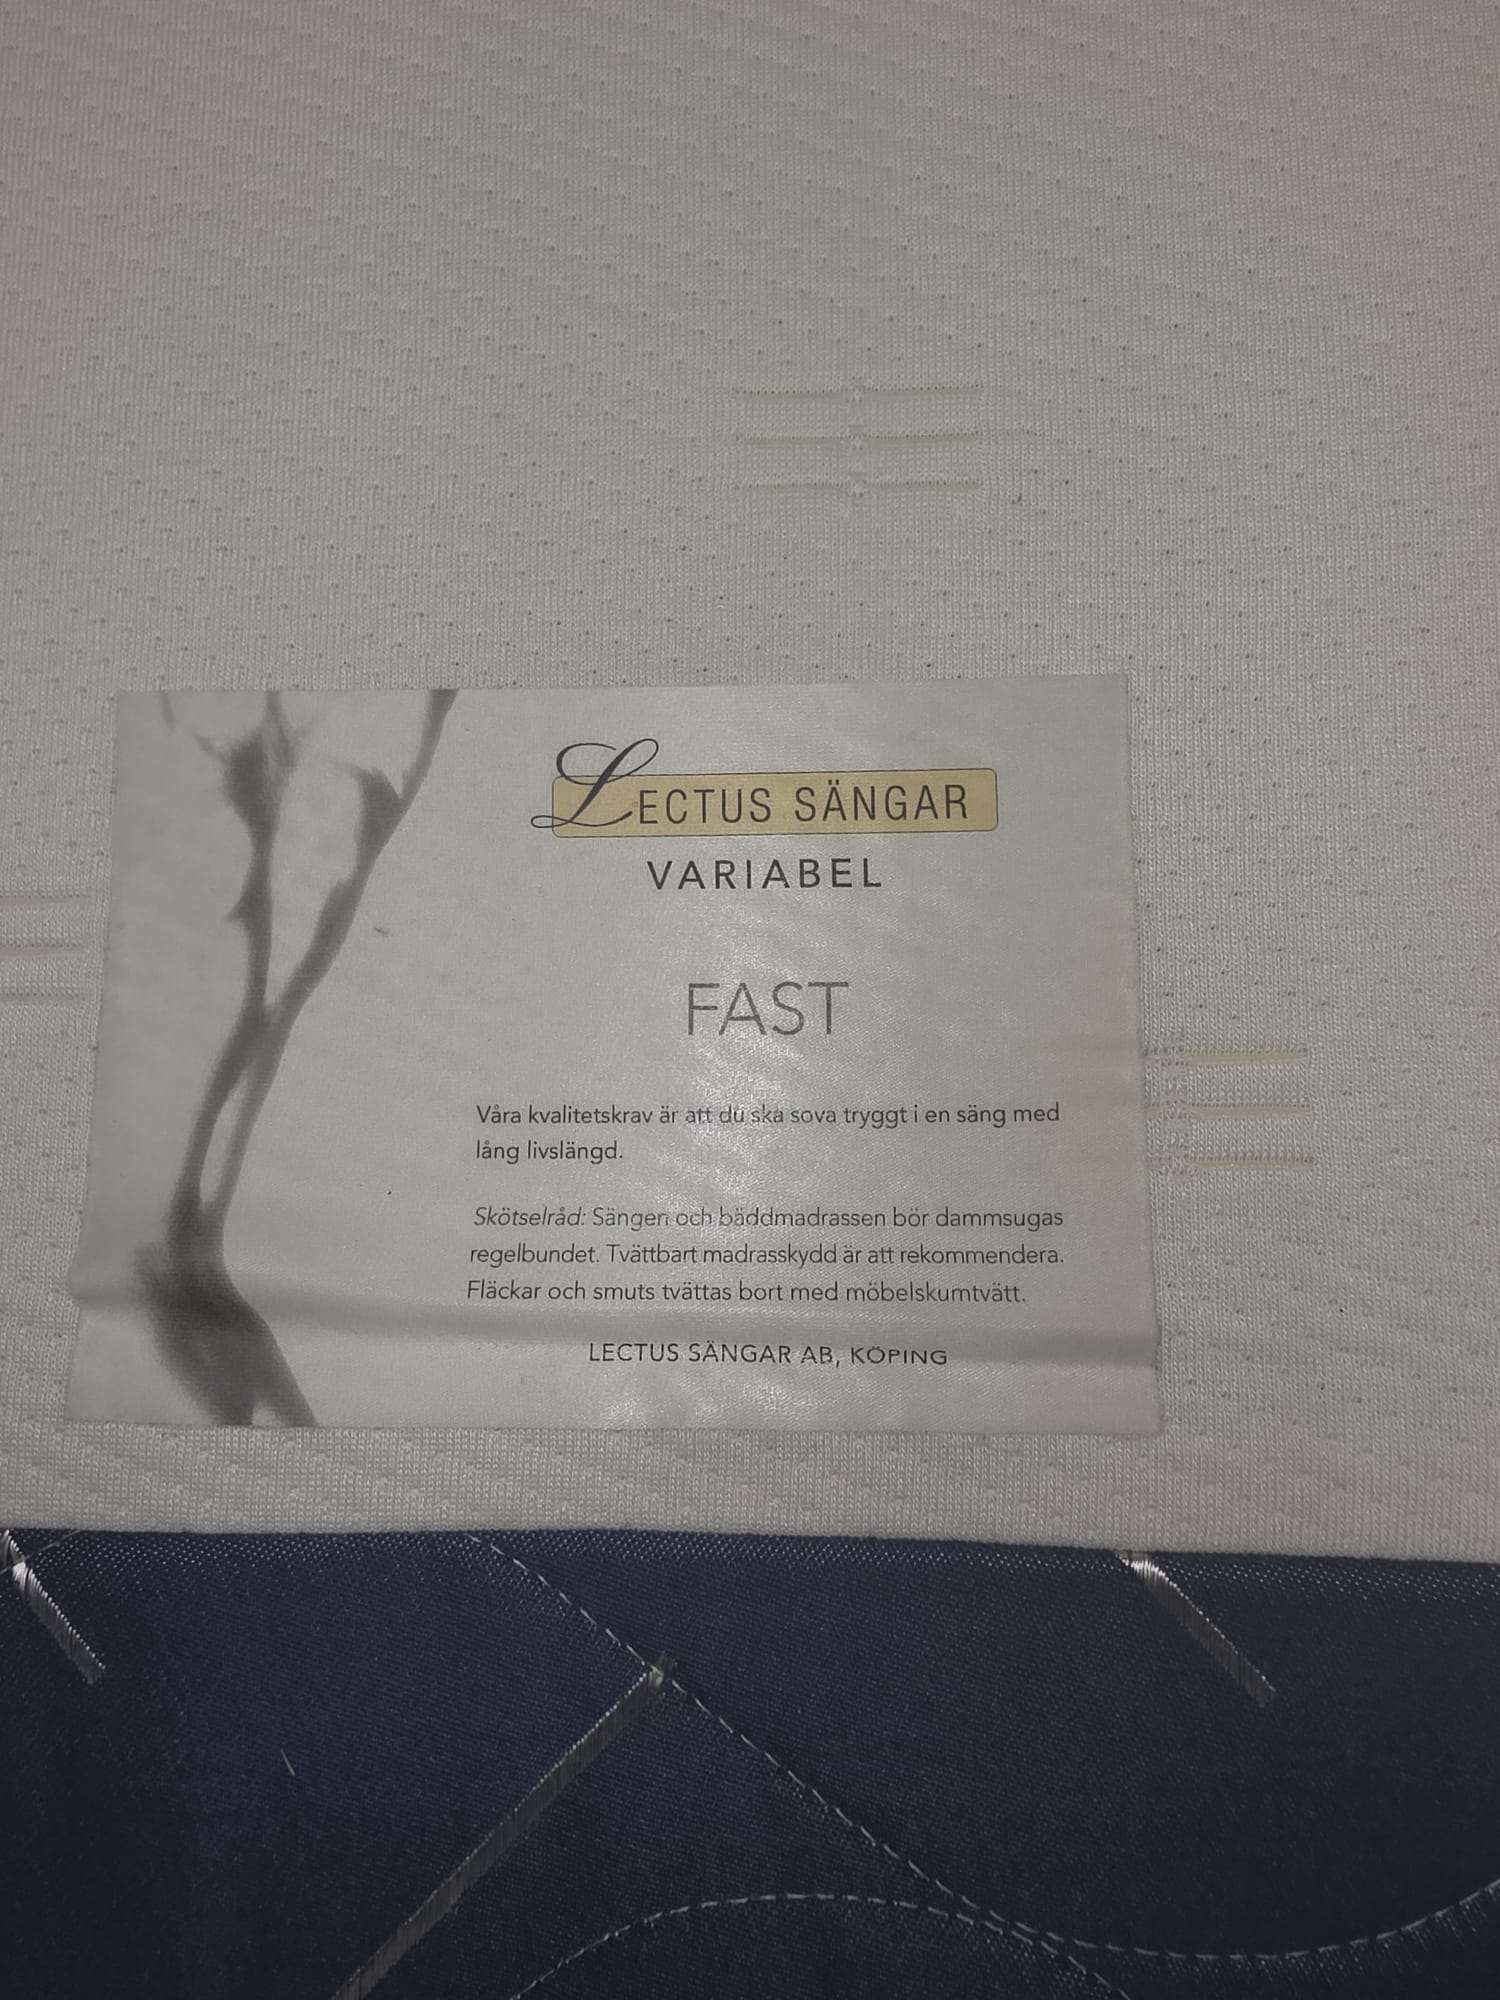 LECTUS SÄNGAR
VARIABEL
FAST
Våra kvalitetskrav är att du ska sova tryggt i en säng med
lång livslängd.
Skötselråd: Sängen och bäddmadrassen bör dammsugas
regelbundet. Tvättbart madrasskydd är att rekommendera.
Fläckar och smuts tvättas bort med möbelskumtvätt.
LECTUS SÄNGAR AB, KÖPING